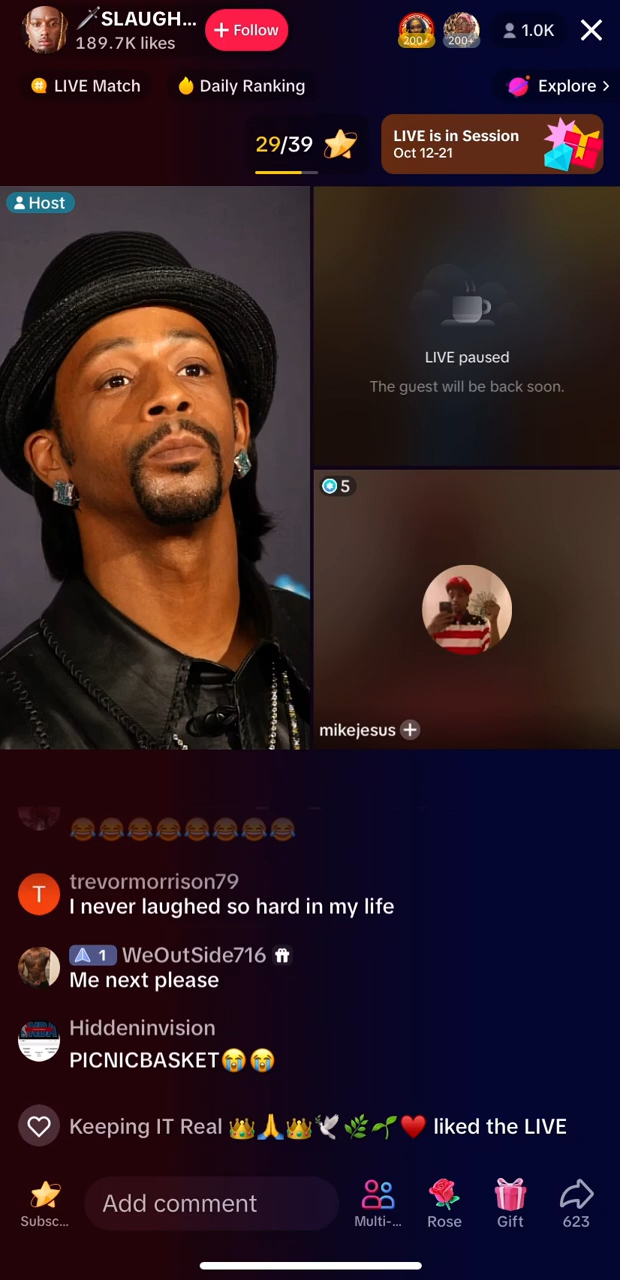 🗡️SLAUGH...
189.7K likes
+ Follow
200+
200+
1.0K
LIVE Match
Daily Ranking
Explore >
29/39
LIVE is in Session
Oct 12-21
Host
LIVE paused
The guest will be back soon.
5
mikejesus
😂😂😂😂😂😂😂😂
T
trevormorrison79
I never laughed so hard in my life
1 WeOutSide716
Me next please
Hiddeninvision
PICNICBASKET😭😭
Keeping IT Real 👑🙏👑🕊️🌿🌱❤️ liked the LIVE
Add comment
Subsc...
Multi-...
Rose
Gift
623